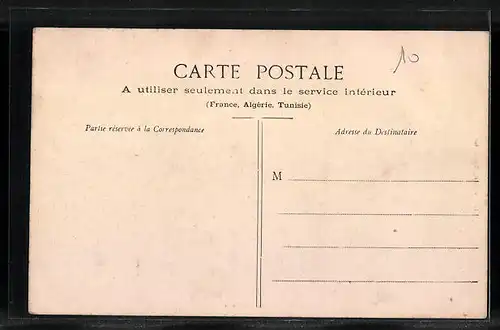 10
CARTE POSTALE
A utiliser seulement dans le service intérieur
(France, Algérie, Tunisie)
Partie réservée à la Correspondance
Adresse du Destinataire
M